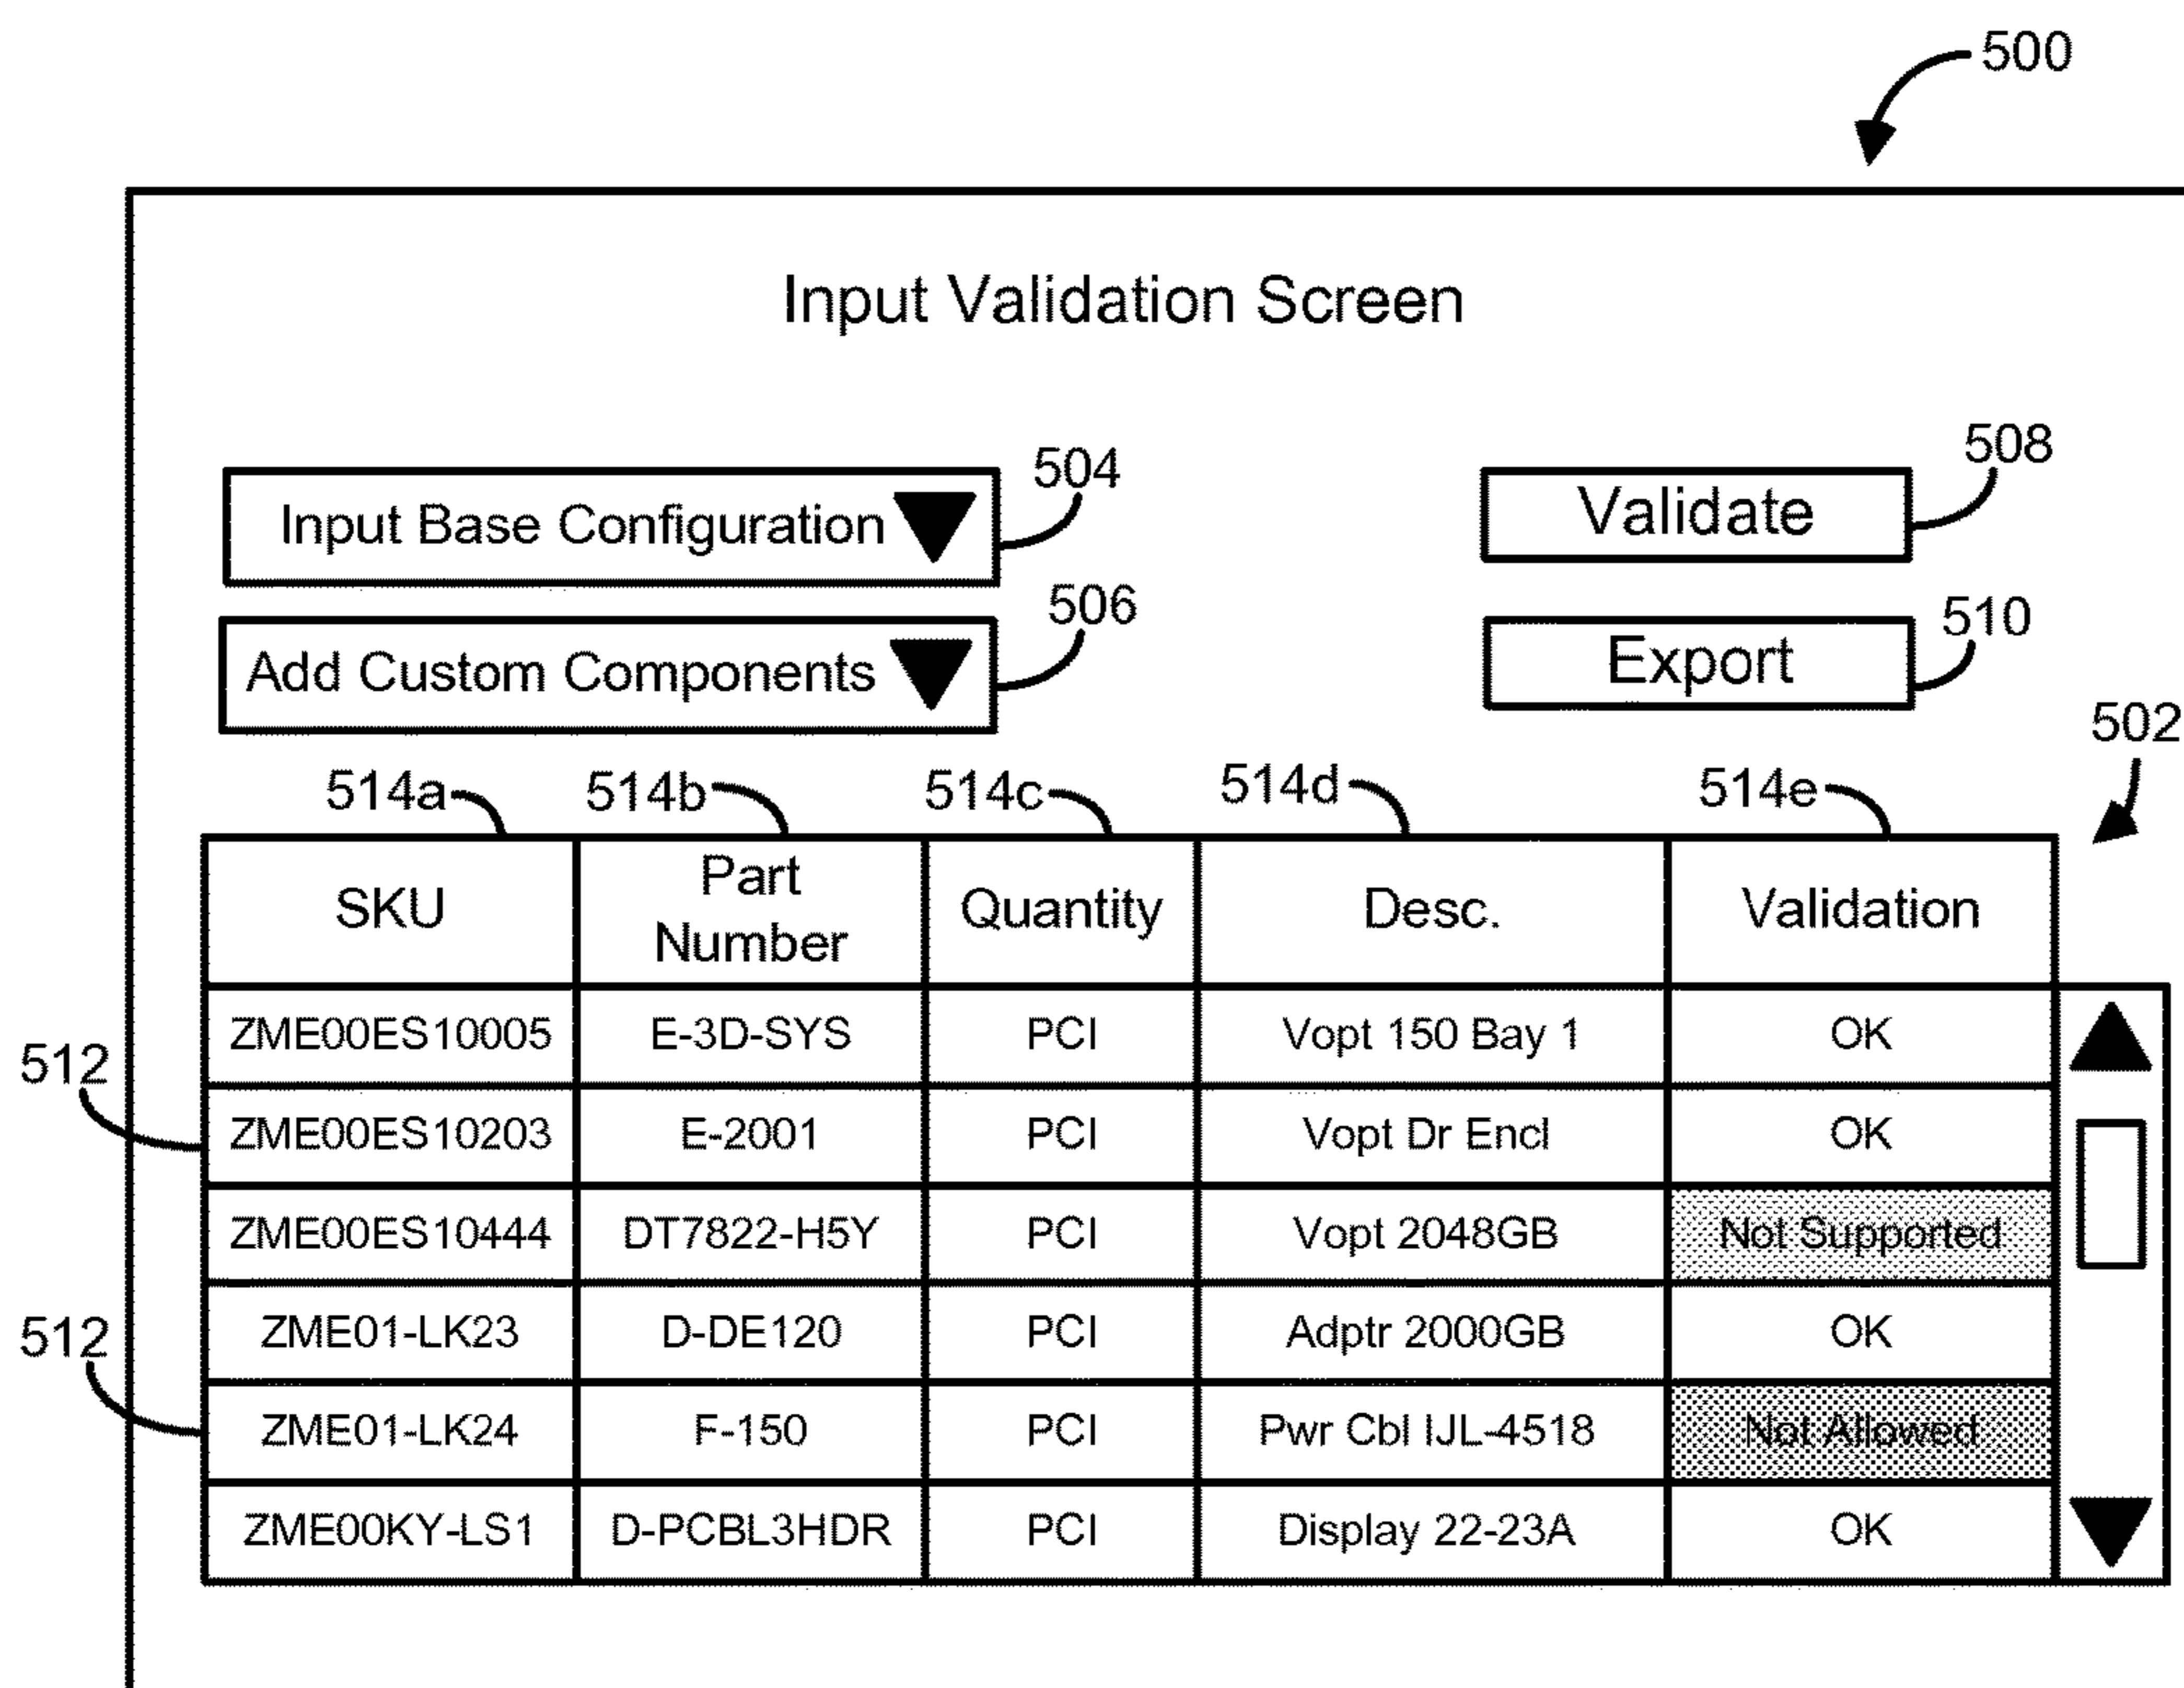 500
Input Validation Screen
504
508
Input Base Configuration
Validate
506
510
Add Custom Components
Export
502
514a 514b 514c 514d 514e
SKU Part Number Quantity Desc. Validation
ZME00ES10005 E-3D-SYS PCI Vopt 150 Bay 1 OK
512
ZME00ES10203 E-2001 PCI Vopt Dr Encl OK
ZME00ES10444 DT7822-H5Y PCI Vopt 2048GB Not Supported
512
ZME01-LK23 D-DE120 PCI Adptr 2000GB OK
ZME01-LK24 F-150 PCI Pwr Cbl IJL-4518 Not Allowed
ZME00KY-LS1 D-PCBL3HDR PCI Display 22-23A OK